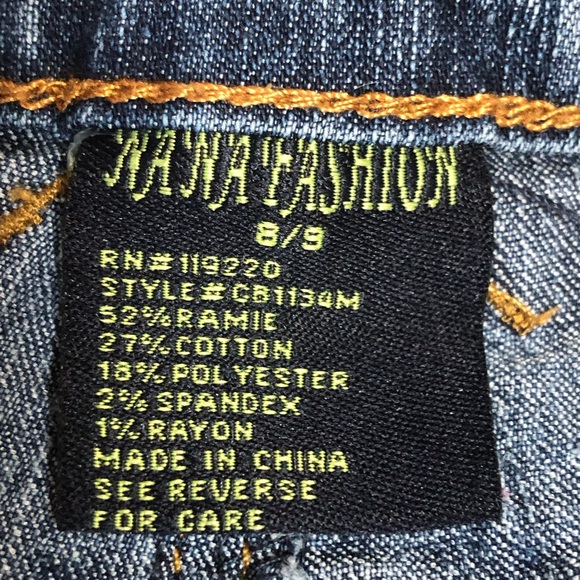 NANA FASHION
8/9
RN#119220
STYLE#CB1134M
52%RAMIE
27%COTTON
18%POLYESTER
2%SPANDEX
1%RAYON
MADE IN CHINA
SEE REVERSE
FOR CARE